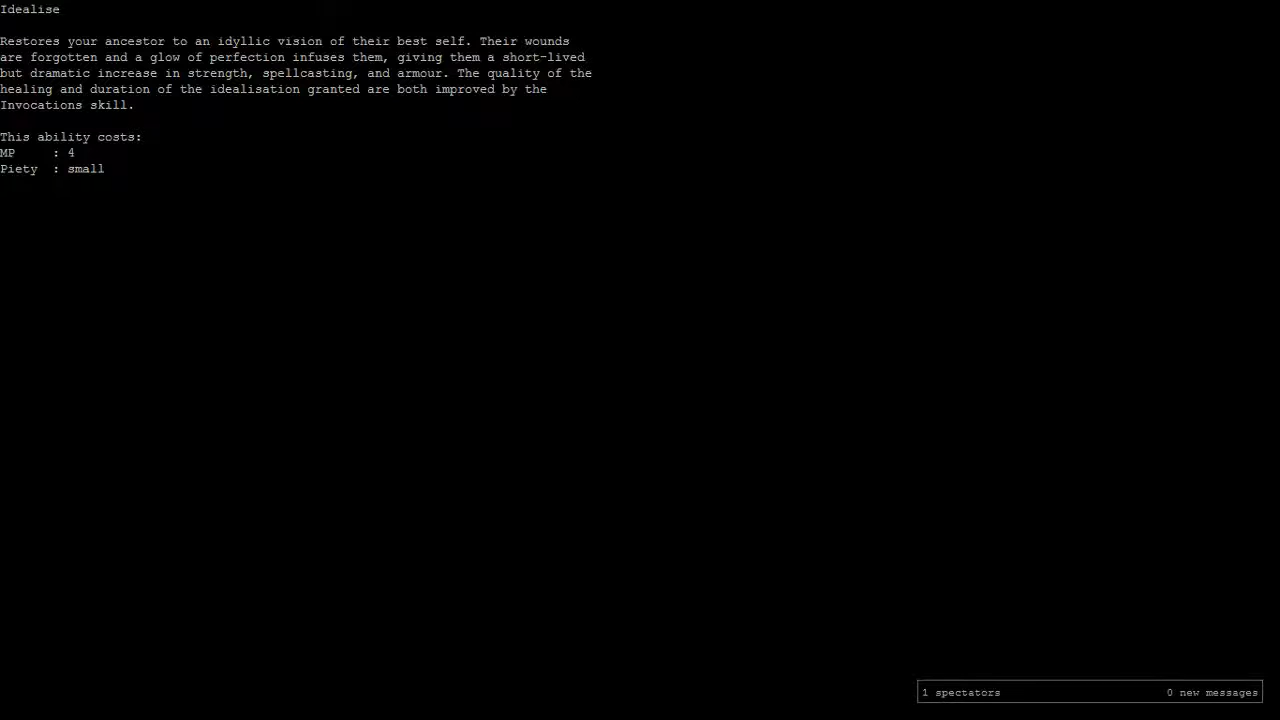 Idealise
Restores your ancestor to an idyllic vision of their best self. Their wounds
are forgotten and a glow of perfection infuses them, giving them a short-lived
but dramatic increase in strength, spellcasting, and armour. The quality of the
healing and duration of the idealisation granted are both improved by the
Invocations skill.
This ability costs:
MP     : 4
Piety  : small
1 spectators 0 new messages